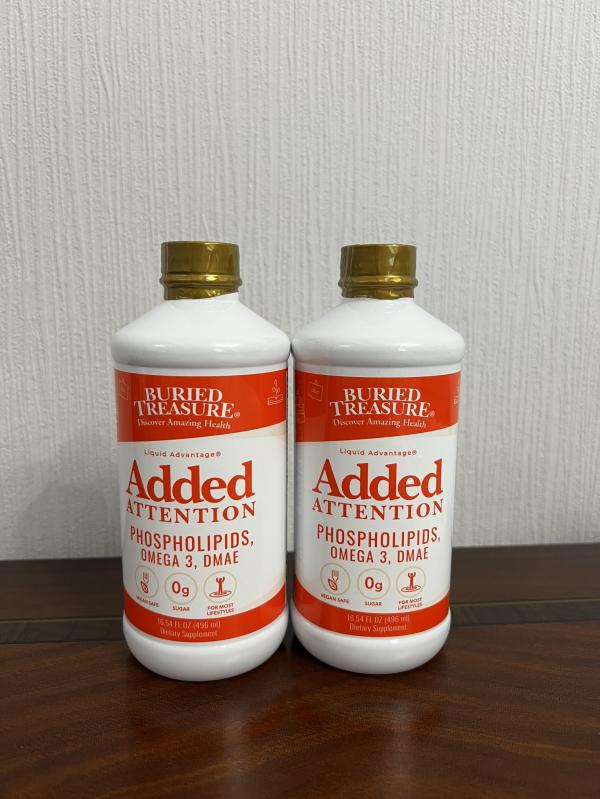 BURIED
TREASURE®
Discover Amazing Health
Liquid Advantage®
Added
ATTENTION
PHOSPHOLIPIDS,
OMEGA 3, DMAE
VEGAN SAFE
0g
SUGAR
FOR MOST
LIFESTYLES
16.54 FL OZ (496 ml)
Dietary Supplement
BURIED
TREASURE®
Discover Amazing Health
Liquid Advantage®
Added
ATTENTION
PHOSPHOLIPIDS,
OMEGA 3, DMAE
VEGAN SAFE
0g
SUGAR
FOR MOST
LIFESTYLES
16.54 FL OZ (496 ml)
Dietary Supplement